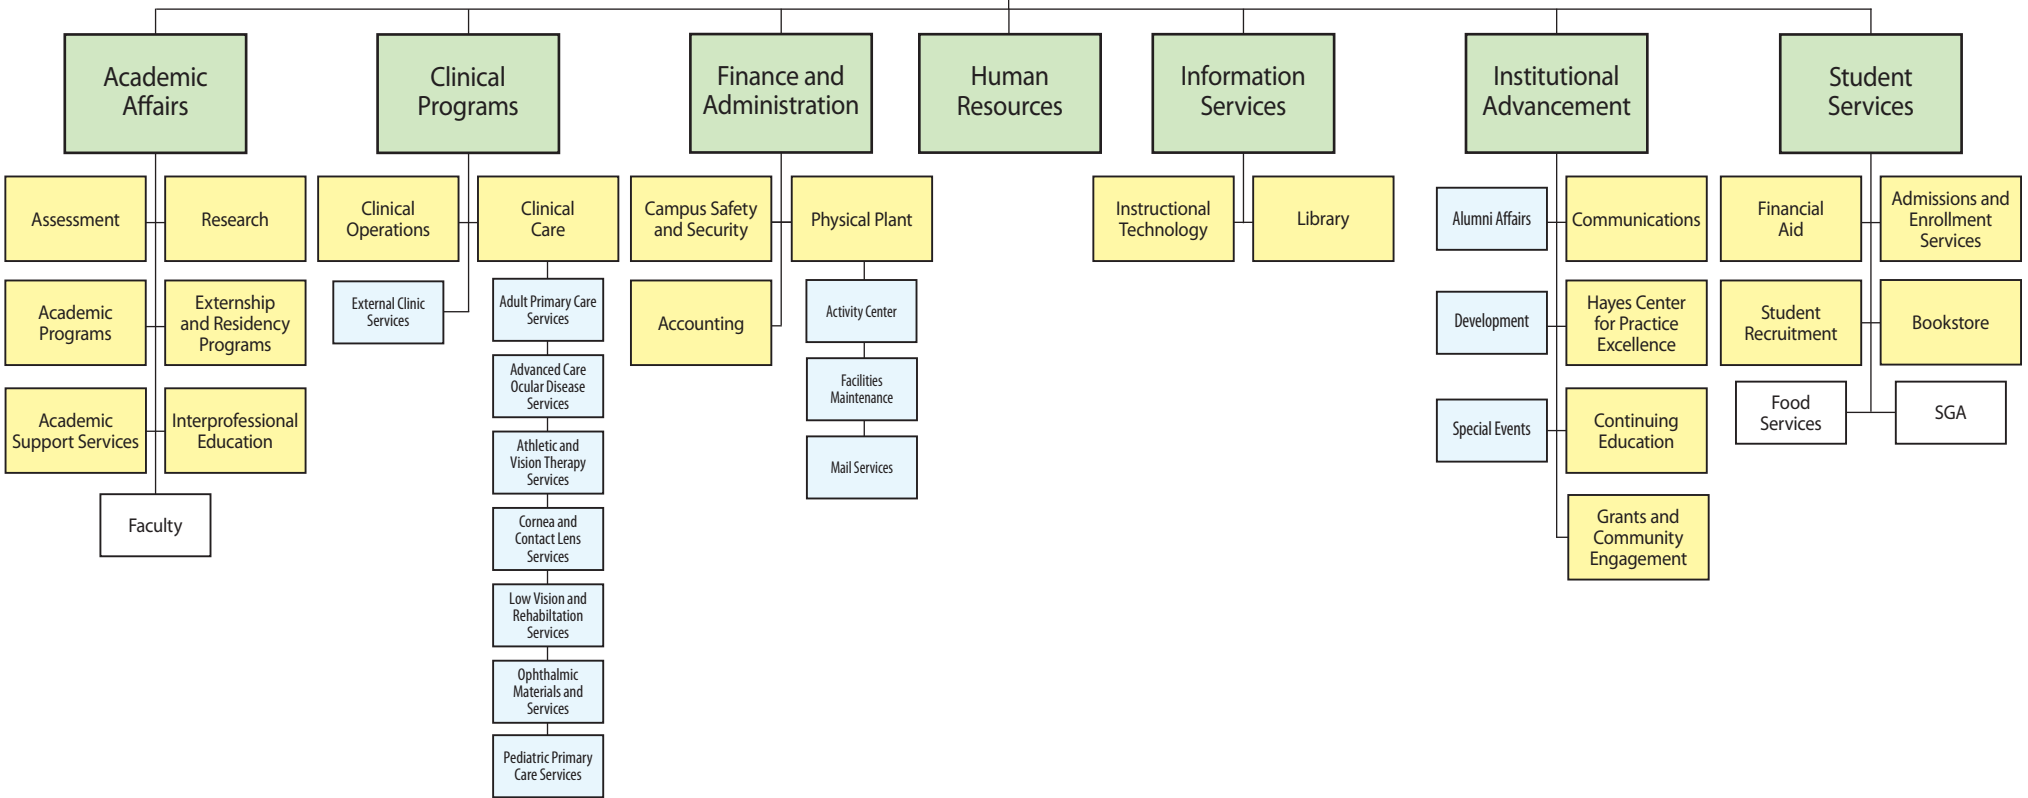 Academic
Affairs
Clinical
Programs
Finance and
Administration
Human
Resources
Information
Services
Institutional
Advancement
Student
Services
Assessment
Research
Academic
Programs
Externship
and Residency
Programs
Academic
Support Services
Interprofessional
Education
Faculty
Clinical
Operations
Clinical
Care
External Clinic
Services
Adult Primary Care
Services
Advanced Care
Ocular Disease
Services
Athletic and
Vision Therapy
Services
Cornea and
Contact Lens
Services
Low Vision and
Rehabiltation
Services
Ophthalmic
Materials and
Services
Pediatric Primary
Care Services
Campus Safety
and Security
Physical Plant
Accounting
Activity Center
Facilities
Maintenance
Mail Services
Instructional
Technology
Library
Alumni Affairs
Communications
Development
Hayes Center
for Practice
Excellence
Special Events
Continuing
Education
Grants and
Community
Engagement
Financial
Aid
Admissions and
Enrollment
Services
Student
Recruitment
Bookstore
Food
Services
SGA